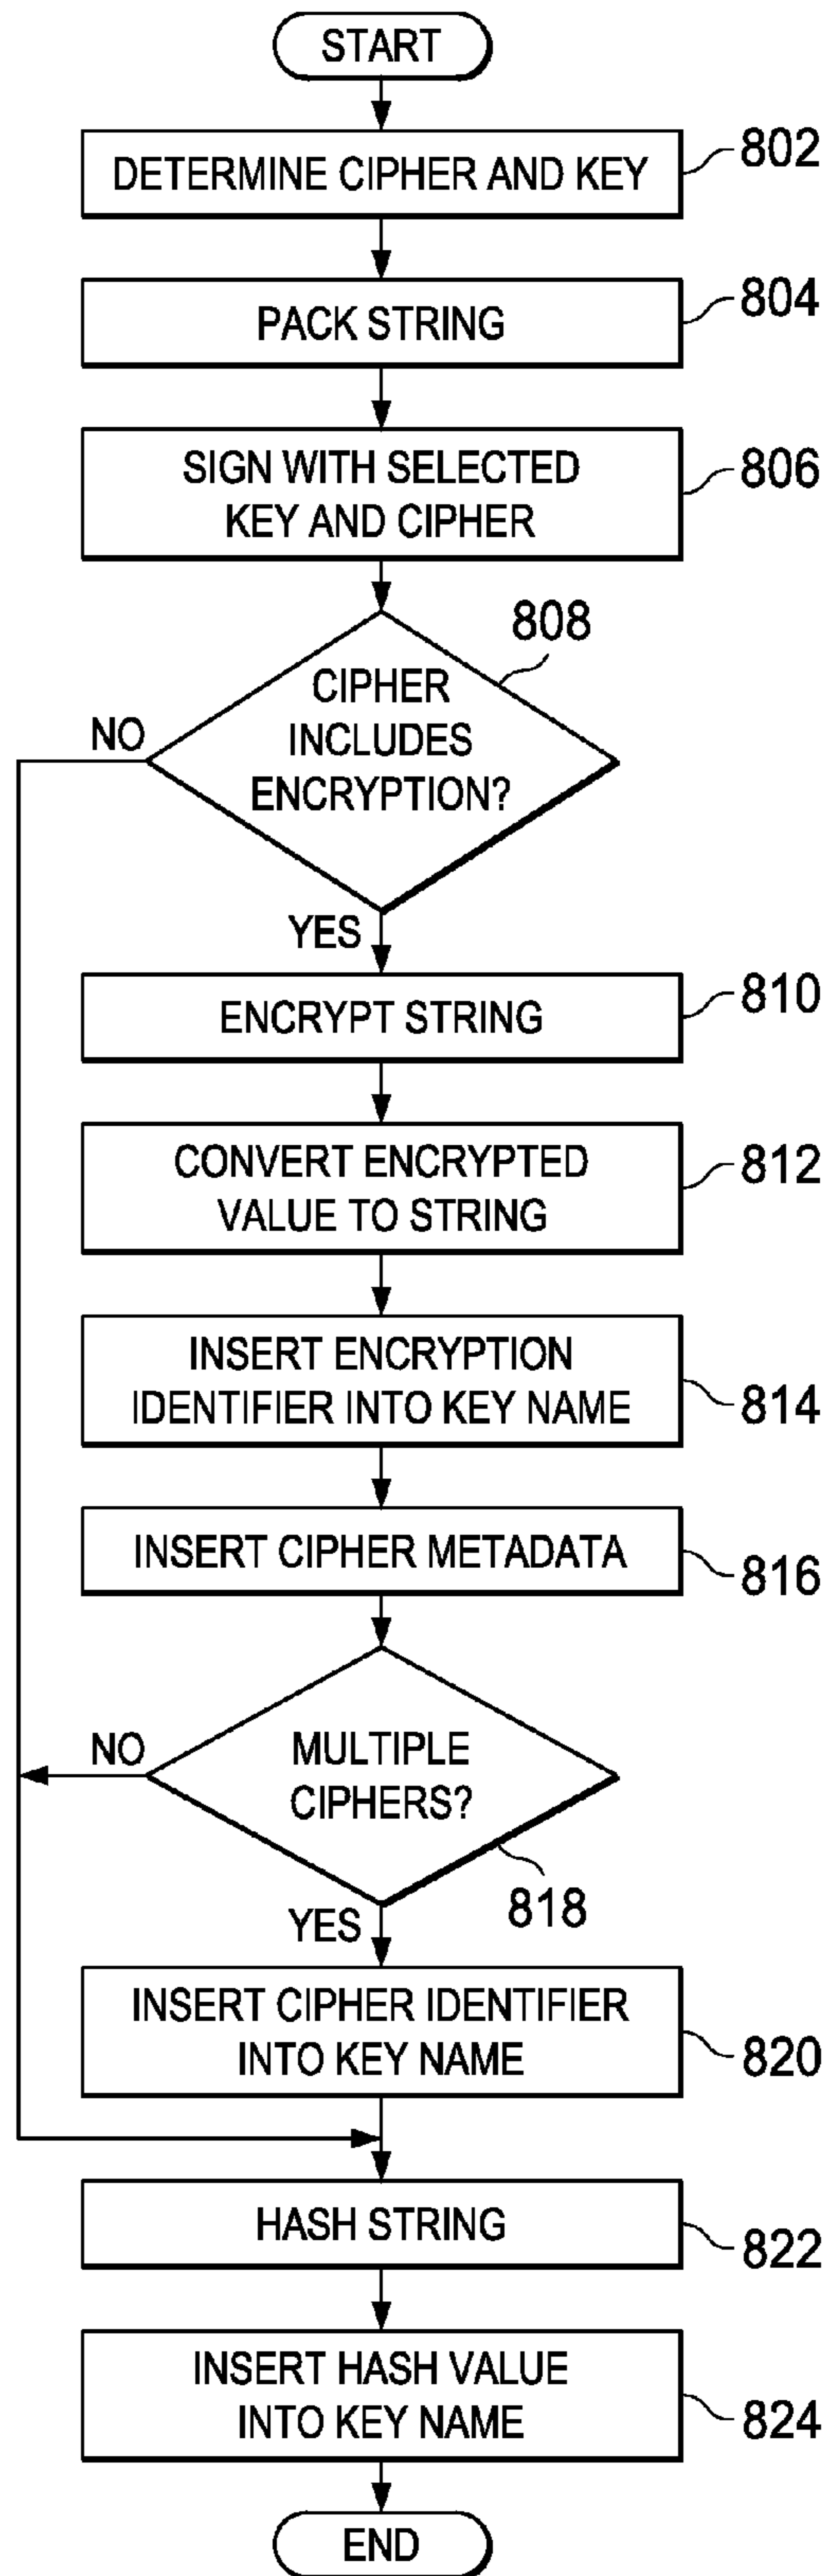 START
DETERMINE CIPHER AND KEY
802
PACK STRING
804
SIGN WITH SELECTED
KEY AND CIPHER
806
808
CIPHER
INCLUDES
ENCRYPTION?
NO
YES
ENCRYPT STRING
810
CONVERT ENCRYPTED
VALUE TO STRING
812
INSERT ENCRYPTION
IDENTIFIER INTO KEY NAME
814
INSERT CIPHER METADATA
816
NO
MULTIPLE
CIPHERS?
818
YES
INSERT CIPHER IDENTIFIER
INTO KEY NAME
820
HASH STRING
822
INSERT HASH VALUE
INTO KEY NAME
824
END